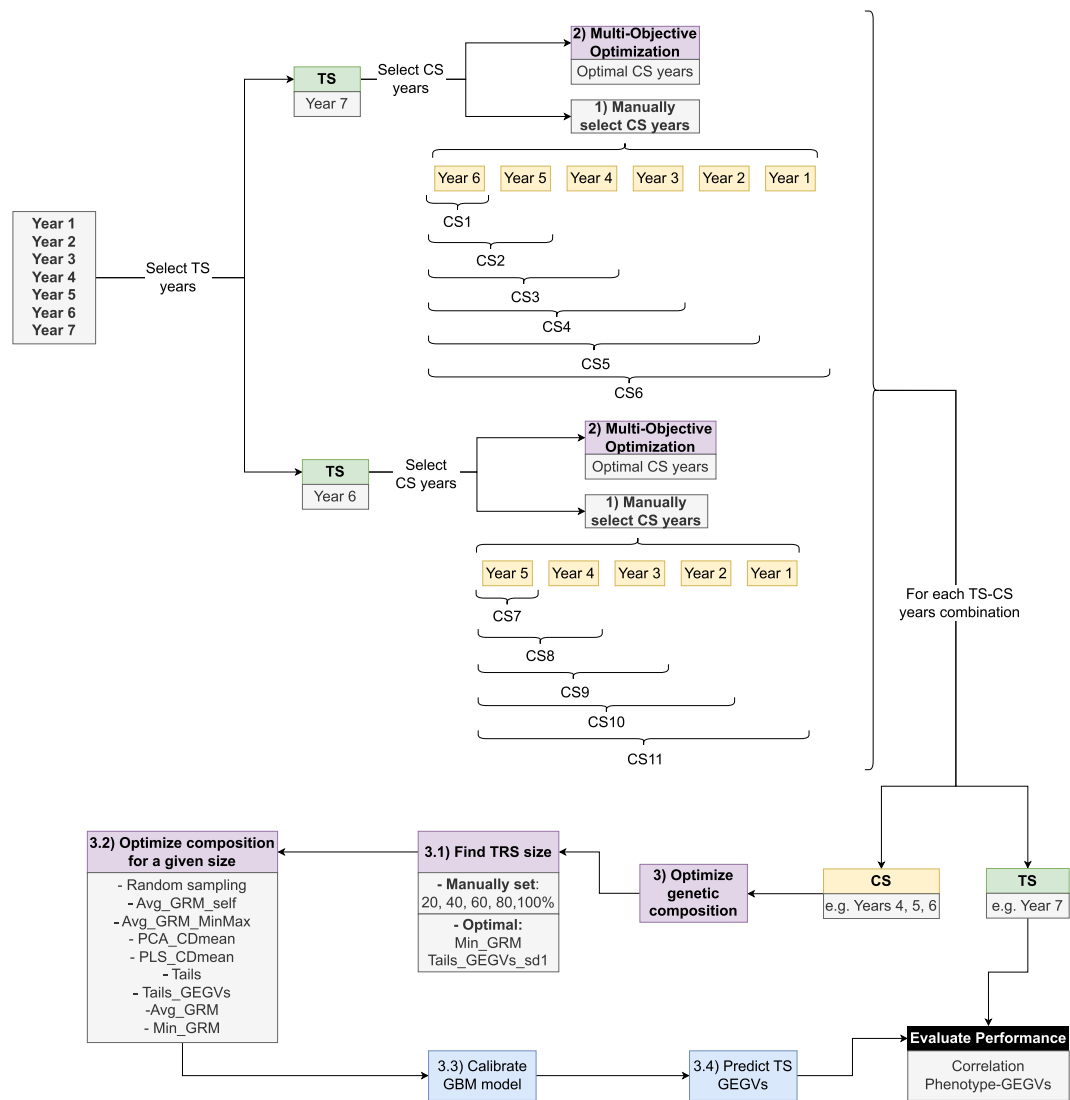 Year 1
Year 2
Year 3
Year 4
Year 5
Year 6
Year 7
Select TS
years
TS
Year 7
Select CS
years
2) Multi-Objective
Optimization
Optimal CS years
1) Manually
select CS years
Year 6 Year 5 Year 4 Year 3 Year 2 Year 1
CS1
CS2
CS3
CS4
CS5
CS6
TS
Year 6
Select
CS years
2) Multi-Objective
Optimization
Optimal CS years
1) Manually
select CS years
Year 5 Year 4 Year 3 Year 2 Year 1
CS7
CS8
CS9
CS10
CS11
For each TS-CS
years combination
CS
e.g. Years 4, 5, 6
TS
e.g. Year 7
3) Optimize
genetic
composition
3.1) Find TRS size
- Manually set:
20, 40, 60, 80,100%
- Optimal:
Min_GRM
Tails_GEGVs_sd1
3.2) Optimize composition
for a given size
- Random sampling
- Avg_GRM_self
- Avg_GRM_MinMax
- PCA_CDmean
- PLS_CDmean
- Tails
- Tails_GEGVs
-Avg_GRM
- Min_GRM
3.3) Calibrate
GBM model
3.4) Predict TS
GEGVs
Evaluate Performance
Correlation
Phenotype-GEGVs